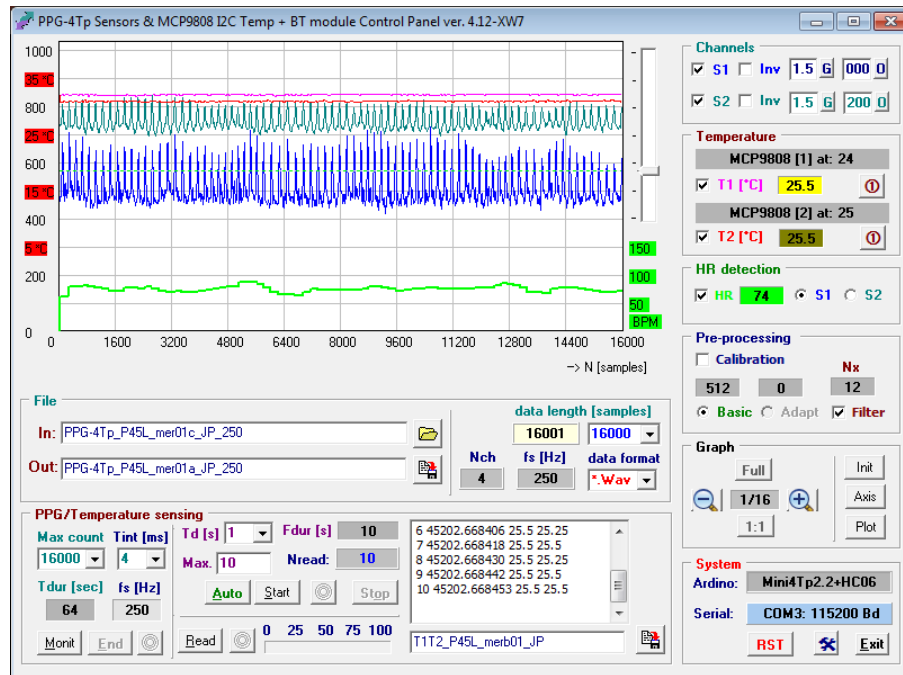 PPG-4Tp Sensors & MCP9808 I2C Temp + BT module Control Panel ver. 4.12-XW7
1000
35 °C
800
25 °C
600
15 °C
400
5 °C
200
0
150
100
50
BPM
0 1600 3200 4800 6400 8000 9600 11200 12800 14400 16000
--> N [samples]
Channels
S1 Inv 1.5 G 000 O
S2 Inv 1.5 G 200 O
Temperature
MCP9808 [1] at: 24
T1 [°C] 25.5 1
MCP9808 [2] at: 25
T2 [°C] 25.5 1
HR detection
HR 74 S1 S2
Pre-processing
Calibration
Nx
512 0 12
Basic Adapt Filter
Graph
Full Init
1/16 Axis
1:1 Plot
System
Ardino: Mini4Tp2.2+HC06
Serial: COM3: 115200 Bd
RST Exit
File
In: PPG-4Tp_P45L_mer01c_JP_250
Out: PPG-4Tp_P45L_mer01a_JP_250
data length [samples]
16001 16000
Nch fs [Hz] data format
4 250 *.Wav
PPG/Temperature sensing
Max count Tint [ms]
16000 4
Tdur [sec] fs [Hz]
64 250
Monit End
Td [s] 1 Fdur [s] 10
Max. 10 Nread: 10
Auto Start Stop
Read 0 25 50 75 100
6 45202.668406 25.5 25.25
7 45202.668418 25.5 25.5
8 45202.668430 25.5 25.5
9 45202.668442 25.5 25.5
10 45202.668453 25.5 25.5
T1T2_P45L_merb01_JP